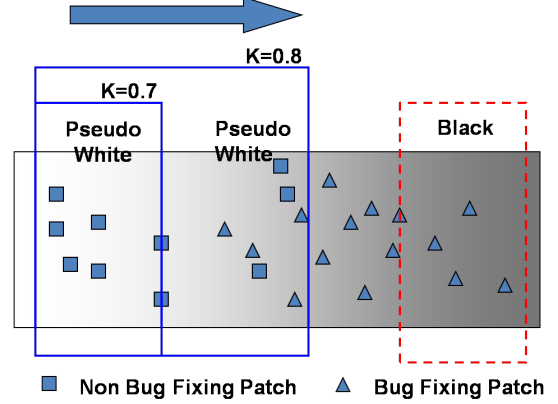 K=0.8
K=0.7
Pseudo
White
Pseudo
White
Black
Non Bug Fixing Patch
Bug Fixing Patch